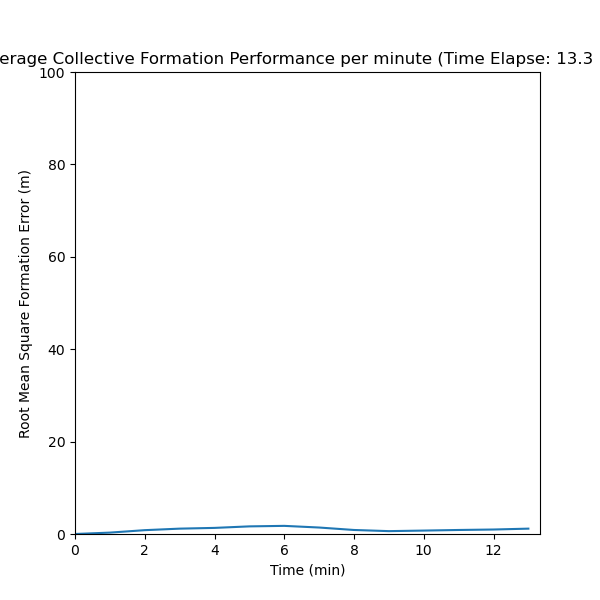 erage Collective Formation Performance per minute (Time Elapse: 13.3
100
80
60
40
20
0
Root Mean Square Formation Error (m)
0 2 4 6 8 10 12
Time (min)